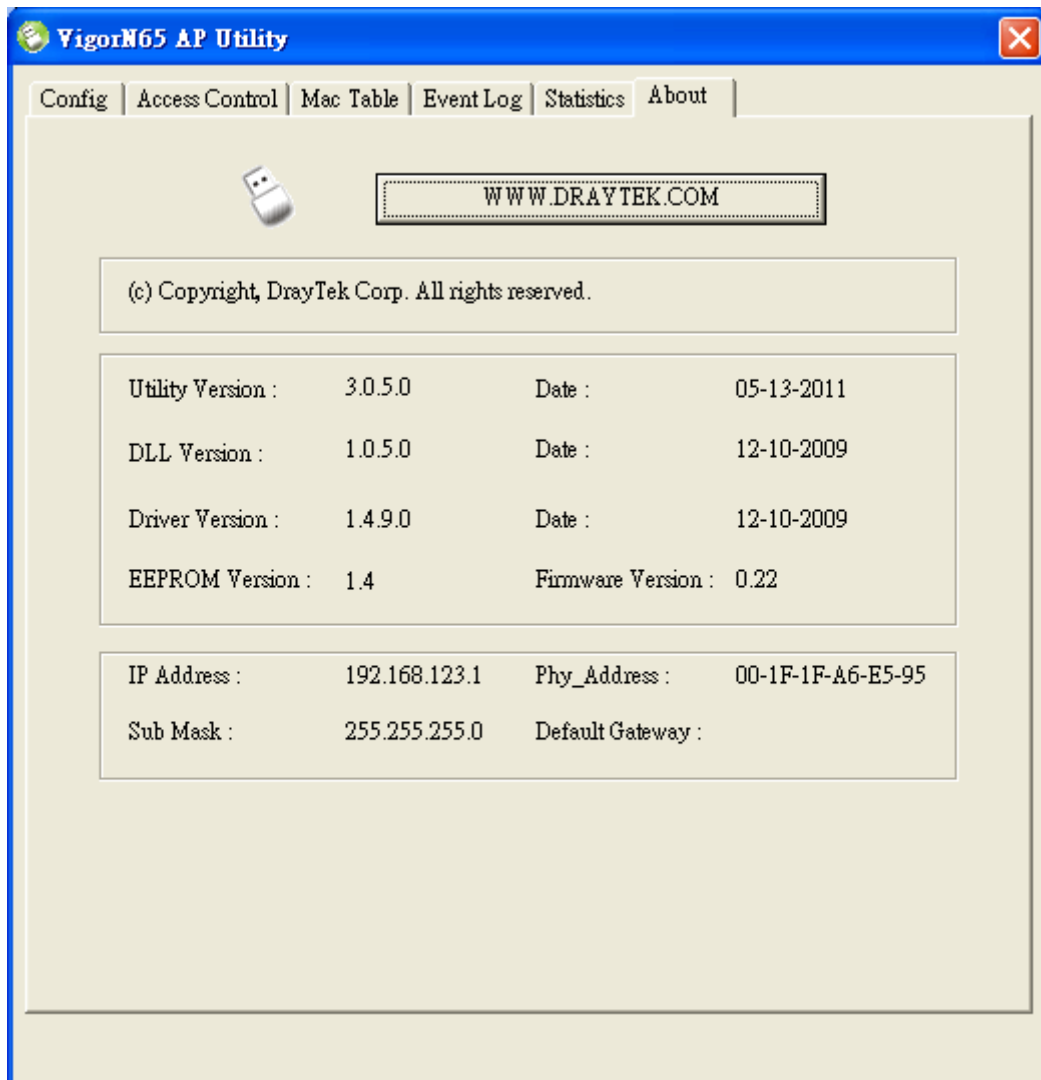 VigorN65 AP Utility
Config Access Control Mac Table Event Log Statistics About
WWW.DRAYTEK.COM
(c) Copyright, DrayTek Corp. All rights reserved.
Utility Version : 3.0.5.0 Date : 05-13-2011
DLL Version : 1.0.5.0 Date : 12-10-2009
Driver Version : 1.4.9.0 Date : 12-10-2009
EEPROM Version : 1.4 Firmware Version : 0.22
IP Address : 192.168.123.1 Phy_Address : 00-1F-1F-A6-E5-95
Sub Mask : 255.255.255.0 Default Gateway :